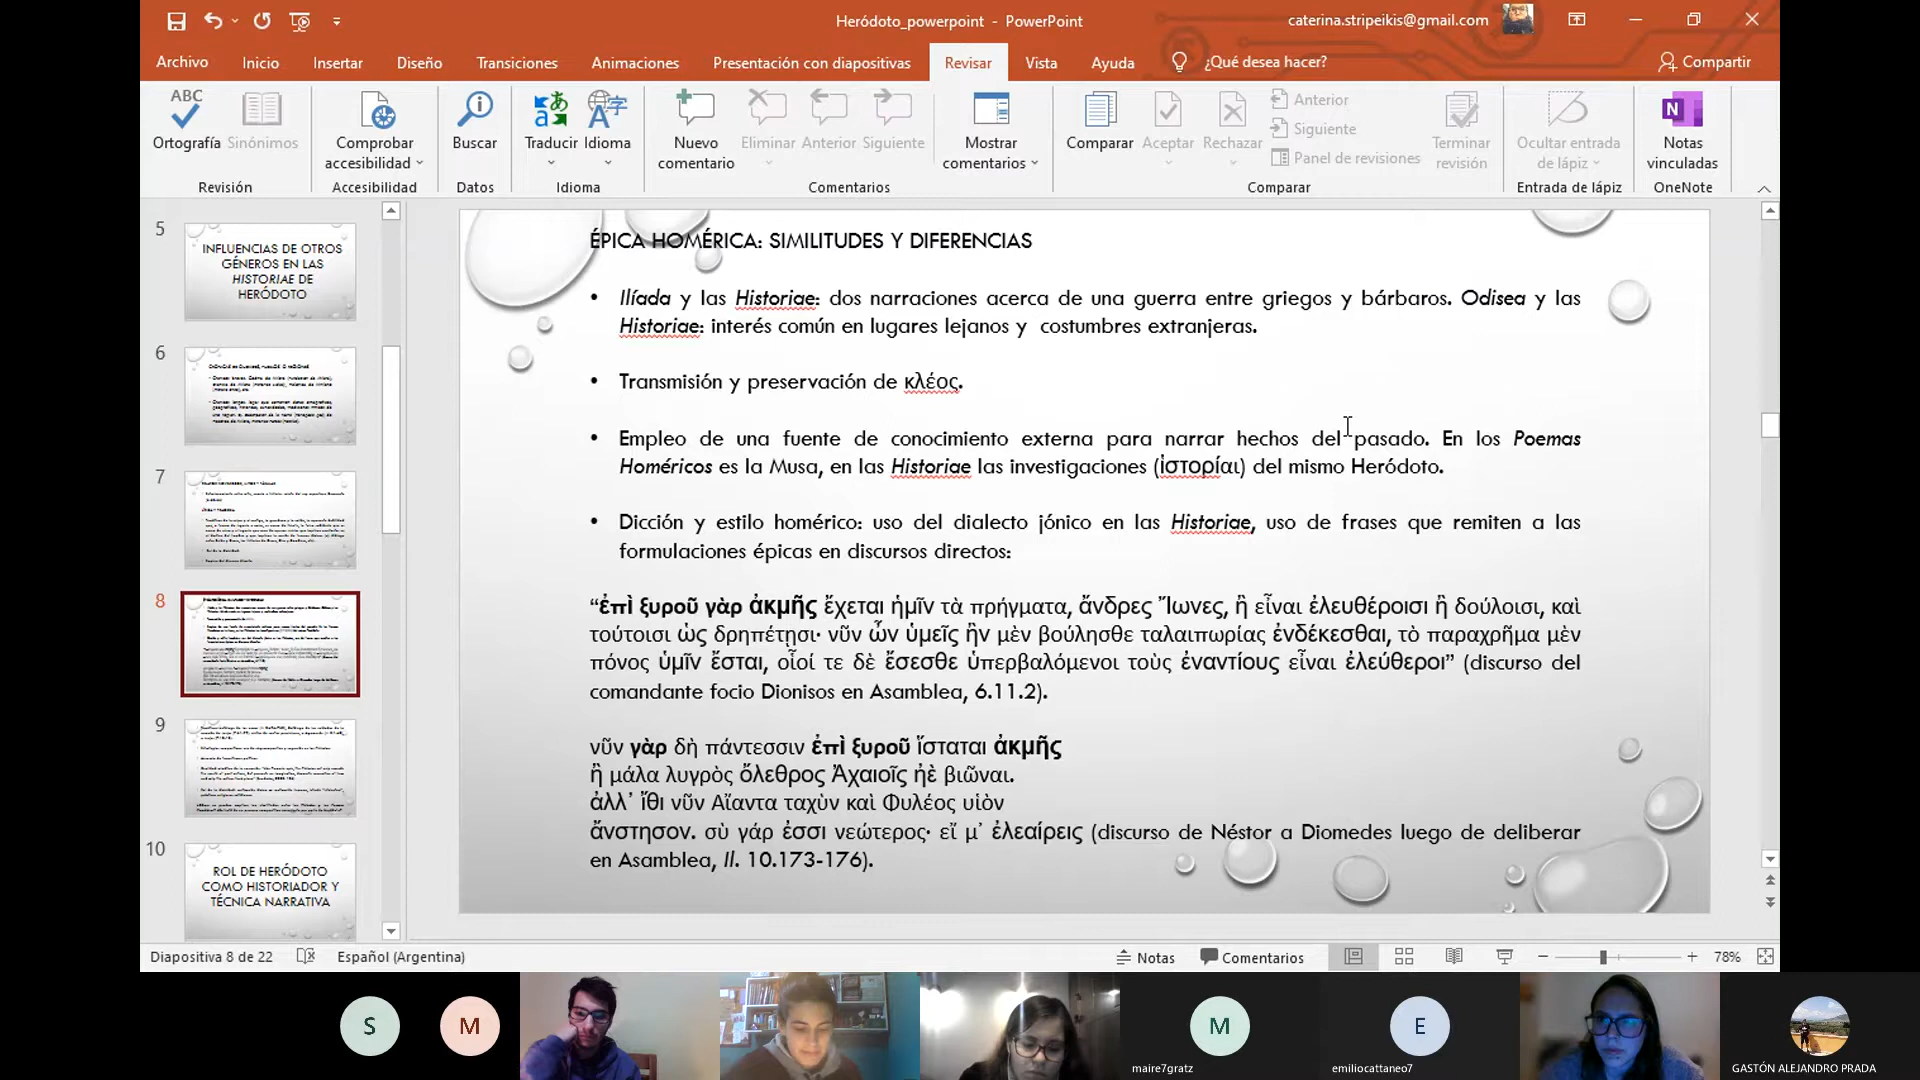 Heródoto_powerpoint - PowerPoint
caterina.stripeikis@gmail.com
Archivo
Inicio
Insertar
Diseño
Transiciones
Animaciones
Presentación con diapositivas
Revisar
Vista
Ayuda
¿Qué desea hacer?
Compartir
ABC
Ortografía
Sinónimos
Revisión
Comprobar
accesibilidad
Accesibilidad
Buscar
Datos
Traducir
Idioma
Idioma
Nuevo
comentario
Eliminar
Anterior
Siguiente
Mostrar
comentarios
Comentarios
Comparar
Aceptar
Rechazar
Anterior
Siguiente
Panel de revisiones
Terminar
revisión
Comparar
Ocultar entrada
de lápiz
Entrada de lápiz
Notas
vinculadas
OneNote
5
INFLUENCIAS DE OTROS
GÉNEROS EN LAS
HISTORIAE DE
HERÓDOTO
6
7
8
9
10
ROL DE HERÓDOTO
COMO HISTORIADOR Y
TÉCNICA NARRATIVA
ÉPICA HOMÉRICA: SIMILITUDES Y DIFERENCIAS
• Ilíada y las Historiae: dos narraciones acerca de una guerra entre griegos y bárbaros. Odisea y las
Historiae: interés común en lugares lejanos y costumbres extranjeras.
• Transmisión y preservación de κλέος.
• Empleo de una fuente de conocimiento externa para narrar hechos del pasado. En los Poemas
Homéricos es la Musa, en las Historiae las investigaciones (ἱστορίαι) del mismo Heródoto.
• Dicción y estilo homérico: uso del dialecto jónico en las Historiae, uso de frases que remiten a las
formulaciones épicas en discursos directos:
“ἐπὶ ξυροῦ γὰρ ἀκμῆς ἔχεται ἡμῖν τὰ πρήγματα, ἄνδρες Ἴωνες, ἢ εἶναι ἐλευθέροισι ἢ δούλοισι, καὶ
τούτοισι ὡς δρηπέτῃσι· νῦν ὦν ὑμεῖς ἢν μὲν βούλησθε ταλαιπωρίας ἐνδέκεσθαι, τὸ παραχρῆμα μὲν
πόνος ὑμῖν ἔσται, οἷοί τε δὲ ἔσεσθε ὑπερβαλόμενοι τοὺς ἐναντίους εἶναι ἐλεύθεροι” (discurso del
comandante focio Dionisos en Asamblea, 6.11.2).
νῦν γὰρ δὴ πάντεσσιν ἐπὶ ξυροῦ ἵσταται ἀκμῆς
ἢ μάλα λυγρὸς ὄλεθρος Ἀχαιοῖς ἠὲ βιῶναι.
ἀλλ᾽ ἴθι νῦν Αἴαντα ταχὺν καὶ Φυλέος υἱὸν
ἄνστησον. σὺ γάρ ἐσσι νεώτερος· εἴ μ᾽ ἐλεαίρεις (discurso de Néstor a Diomedes luego de deliberar
en Asamblea, Il. 10.173-176).
Diapositiva 8 de 22
Español (Argentina)
Notas
Comentarios
78%
S
M
M
maire7gratz
E
emiliocattaneo7
GASTÓN ALEJANDRO PRADA